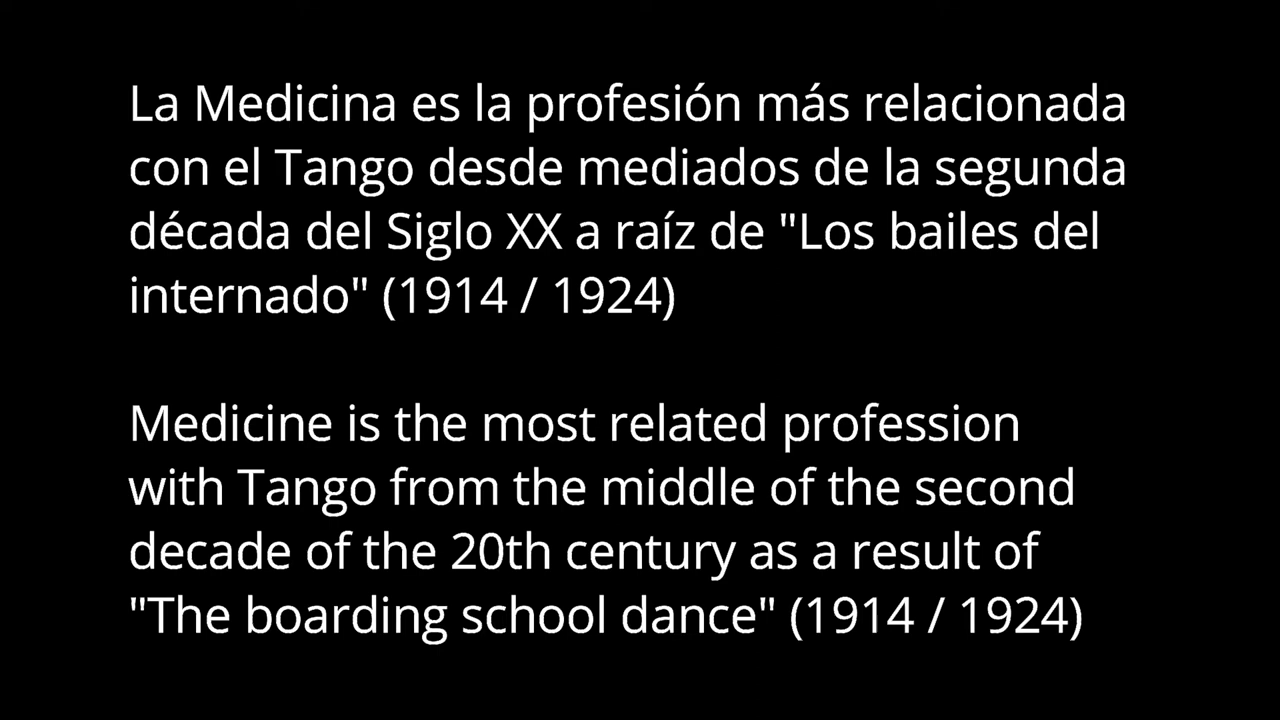 La Medicina es la profesión más relacionada
con el Tango desde mediados de la segunda
década del Siglo XX a raíz de "Los bailes del
internado" (1914 / 1924)
Medicine is the most related profession
with Tango from the middle of the second
decade of the 20th century as a result of
"The boarding school dance" (1914 / 1924)